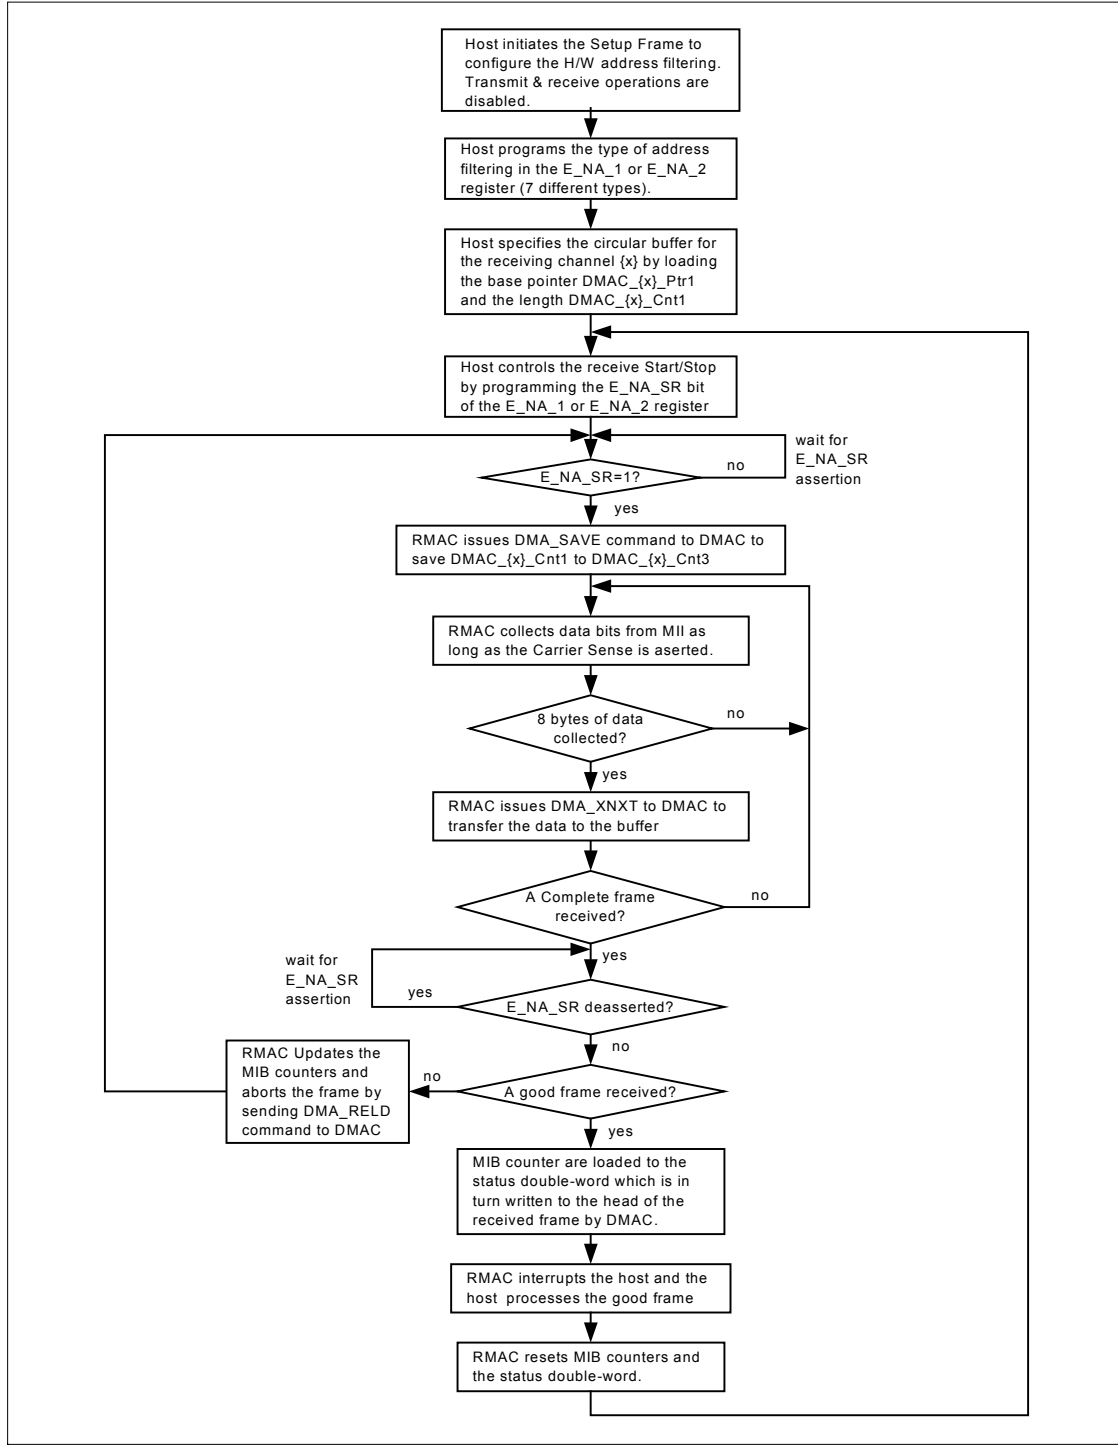 Host initiates the Setup Frame to
configure the H/W address filtering.
Transmit & receive operations are
disabled.
Host programs the type of address
filtering in the E_NA_1 or E_NA_2
register (7 different types).
Host specifies the circular buffer for
the receiving channel {x} by loading
the base pointer DMAC_{x}_Ptr1
and the length DMAC_{x}_Cnt1
Host controls the receive Start/Stop
by programming the E_NA_SR bit
of the E_NA_1 or E_NA_2 register
wait for
E_NA_SR
assertion
E_NA_SR=1?
no
yes
RMAC issues DMA_SAVE command to DMAC to
save DMAC_{x}_Cnt1 to DMAC_{x}_Cnt3
RMAC collects data bits from MII as
long as the Carrier Sense is aserted.
8 bytes of data
collected?
no
yes
RMAC issues DMA_XNXT to DMAC to
transfer the data to the buffer
A Complete frame
received?
no
yes
wait for
E_NA_SR
assertion
yes
E_NA_SR deasserted?
no
RMAC Updates the
MIB counters and
aborts the frame by
sending DMA_RELD
command to DMAC
no
A good frame received?
yes
MIB counter are loaded to the
status double-word which is in
turn written to the head of the
received frame by DMAC.
RMAC interrupts the host and the
host processes the good frame
RMAC resets MIB counters and
the status double-word.